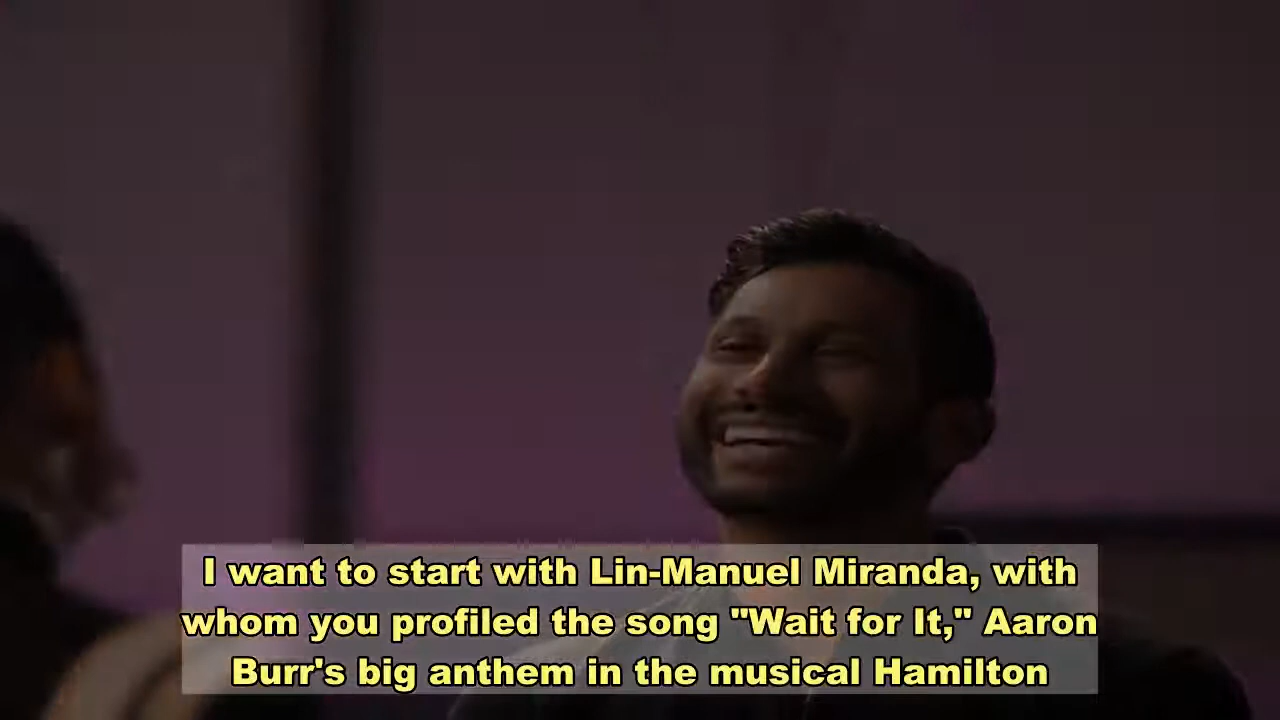 I want to start with Lin-Manuel Miranda, with
whom you profiled the song "Wait for It," Aaron
Burr's big anthem in the musical Hamilton